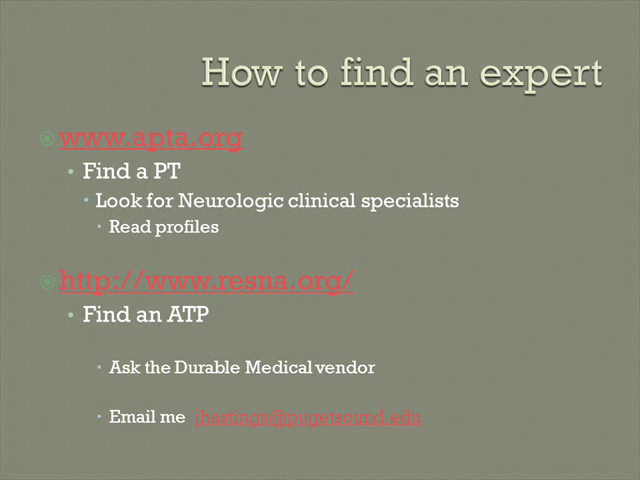 How to find an expert
www.apta.org
Find a PT
Look for Neurologic clinical specialists
Read profiles
http://www.resna.org/
Find an ATP
Ask the Durable Medical vendor
Email me jhastings@pugetsound.edu